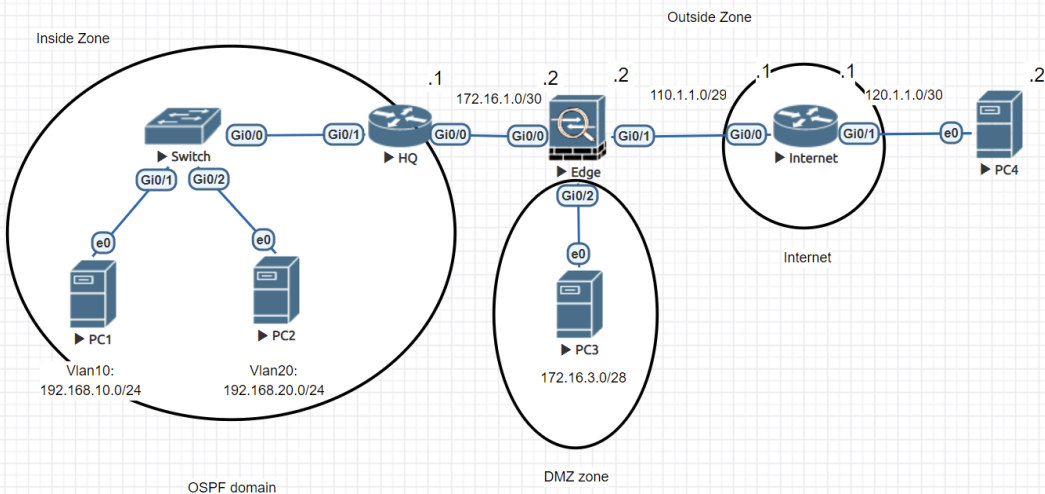 Outside Zone
Inside Zone
.1
.2
.2
.1
.1
.2
172.16.1.0/30
110.1.1.0/29
120.1.1.0/30
Gi0/0
Gi0/1
Gi0/0
Gi0/0
Gi0/1
Gi0/0
Gi0/1
e0
Switch
HQ
Edge
Internet
PC4
Gi0/1
Gi0/2
Gi0/2
e0
e0
e0
Internet
PC1
PC2
PC3
Vlan10:
192.168.10.0/24
Vlan20:
192.168.20.0/24
172.16.3.0/28
DMZ zone
OSPF domain